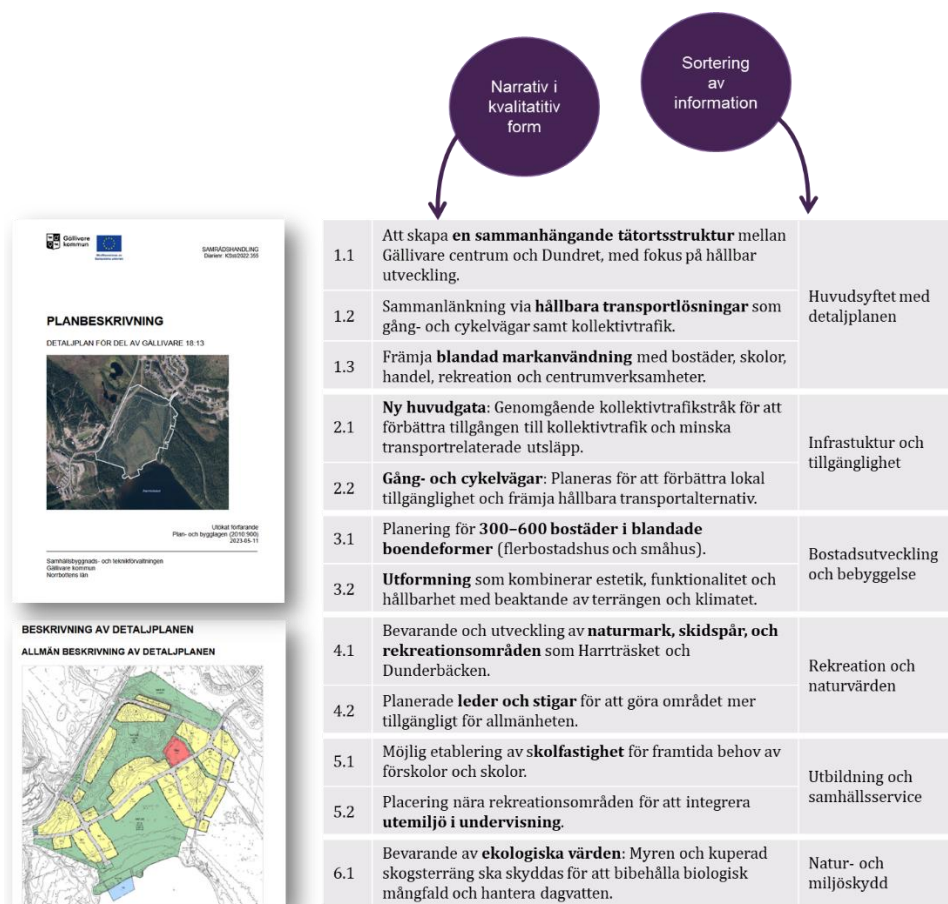 Narrativ i
kvalitatitiv
form
Sortering
av
information
Gällivare
kommun
SAMRÅDSHANDLING
PLANBESKRIVNING
DETALJPLAN FÖR DEL AV GÄLLIVARE 18:13
Utökat förfarande
Plan- och bygglagen (2010:900)
2023-05-11
Samhällsbyggnads- och teknikförvaltningen
Gällivare kommun
Norrbottens län
BESKRIVNING AV DETALJPLANEN
ALLMÄN BESKRIVNING AV DETALJPLANEN
1.1
Att skapa en sammanhängande tätortsstruktur mellan
Gällivare centrum och Dundret, med fokus på hållbar
utveckling.
1.2
Sammanlänkning via hållbara transportlösningar som
gång- och cykelvägar samt kollektivtrafik.
1.3
Främja blandad markanvändning med bostäder, skolor,
handel, rekreation och centrumverksamheter.
Huvudsyftet med
detaljplanen
2.1
Ny huvudgata: Genomgående kollektivtrafikstråk för att
förbättra tillgången till kollektivtrafik och minska
transportrelaterade utsläpp.
2.2
Gång- och cykelvägar: Planeras för att förbättra lokal
tillgänglighet och främja hållbara transportalternativ.
Infrastuktur och
tillgänglighet
3.1
Planering för 300–600 bostäder i blandade
boendeformer (flerbostadshus och småhus).
3.2
Utformning som kombinerar estetik, funktionalitet och
hållbarhet med beaktande av terrängen och klimatet.
Bostadsutveckling
och bebyggelse
4.1
Bevarande och utveckling av naturmark, skidspår, och
rekreationsområden som Harrträsket och
Dunderbäcken.
4.2
Planerade leder och stigar för att göra området mer
tillgängligt för allmänheten.
Rekreation och
naturvärden
5.1
Möjlig etablering av skolfastighet för framtida behov av
förskolor och skolor.
5.2
Placering nära rekreationsområden för att integrera
utemiljö i undervisning.
Utbildning och
samhällsservice
6.1
Bevarande av ekologiska värden: Myren och kuperad
skogsterräng ska skyddas för att bibehålla biologisk
mångfald och hantera dagvatten.
Natur- och
miljöskydd